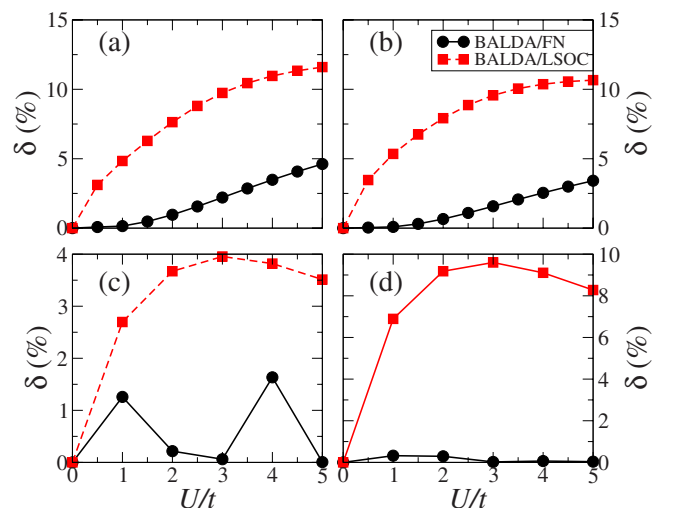 (a)
(b)
BALDA/FN
BALDA/LSOC
15
10
5
0
δ (%)
15
10
5
0
δ (%)
(c)
(d)
4
3
2
1
0
δ (%)
10
8
6
4
2
0
δ (%)
0 1 2 3 4 5
0 1 2 3 4 5
U/t
U/t